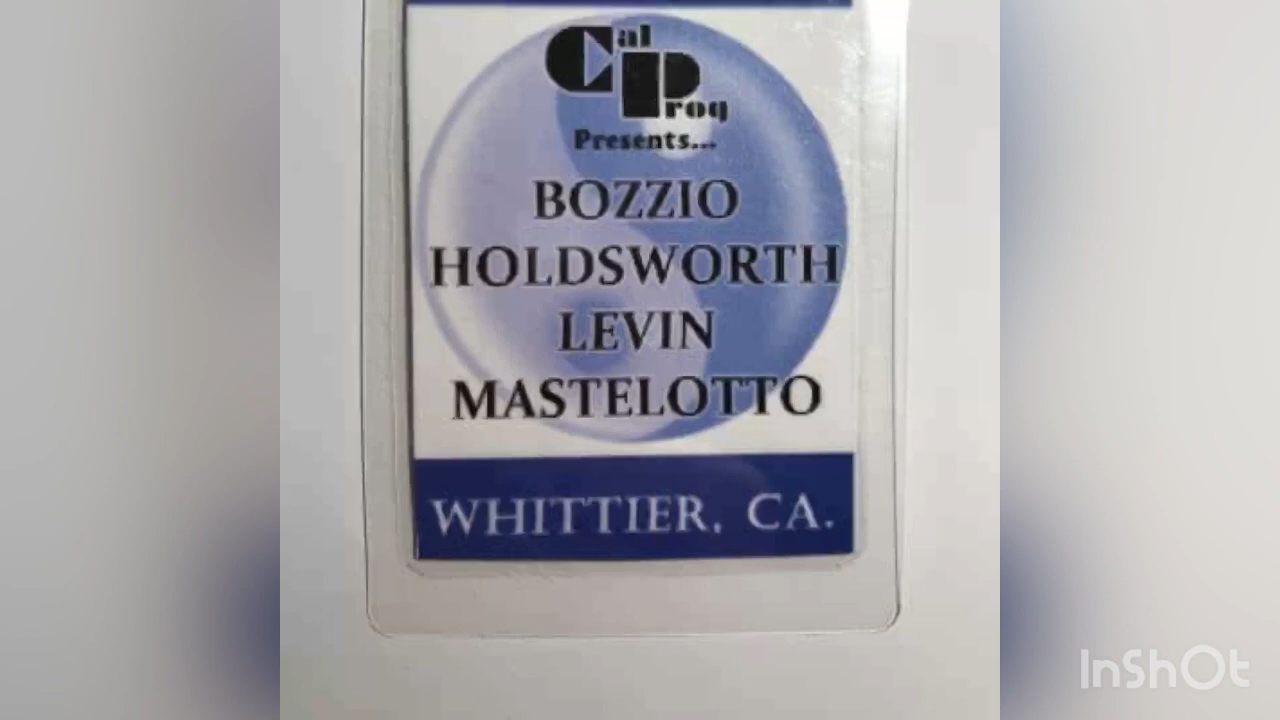 Cal
Prog
Presents...
BOZZIO
HOLDSWORTH
LEVIN
MASTELOTTO
WHITTIER, CA.
InShOt